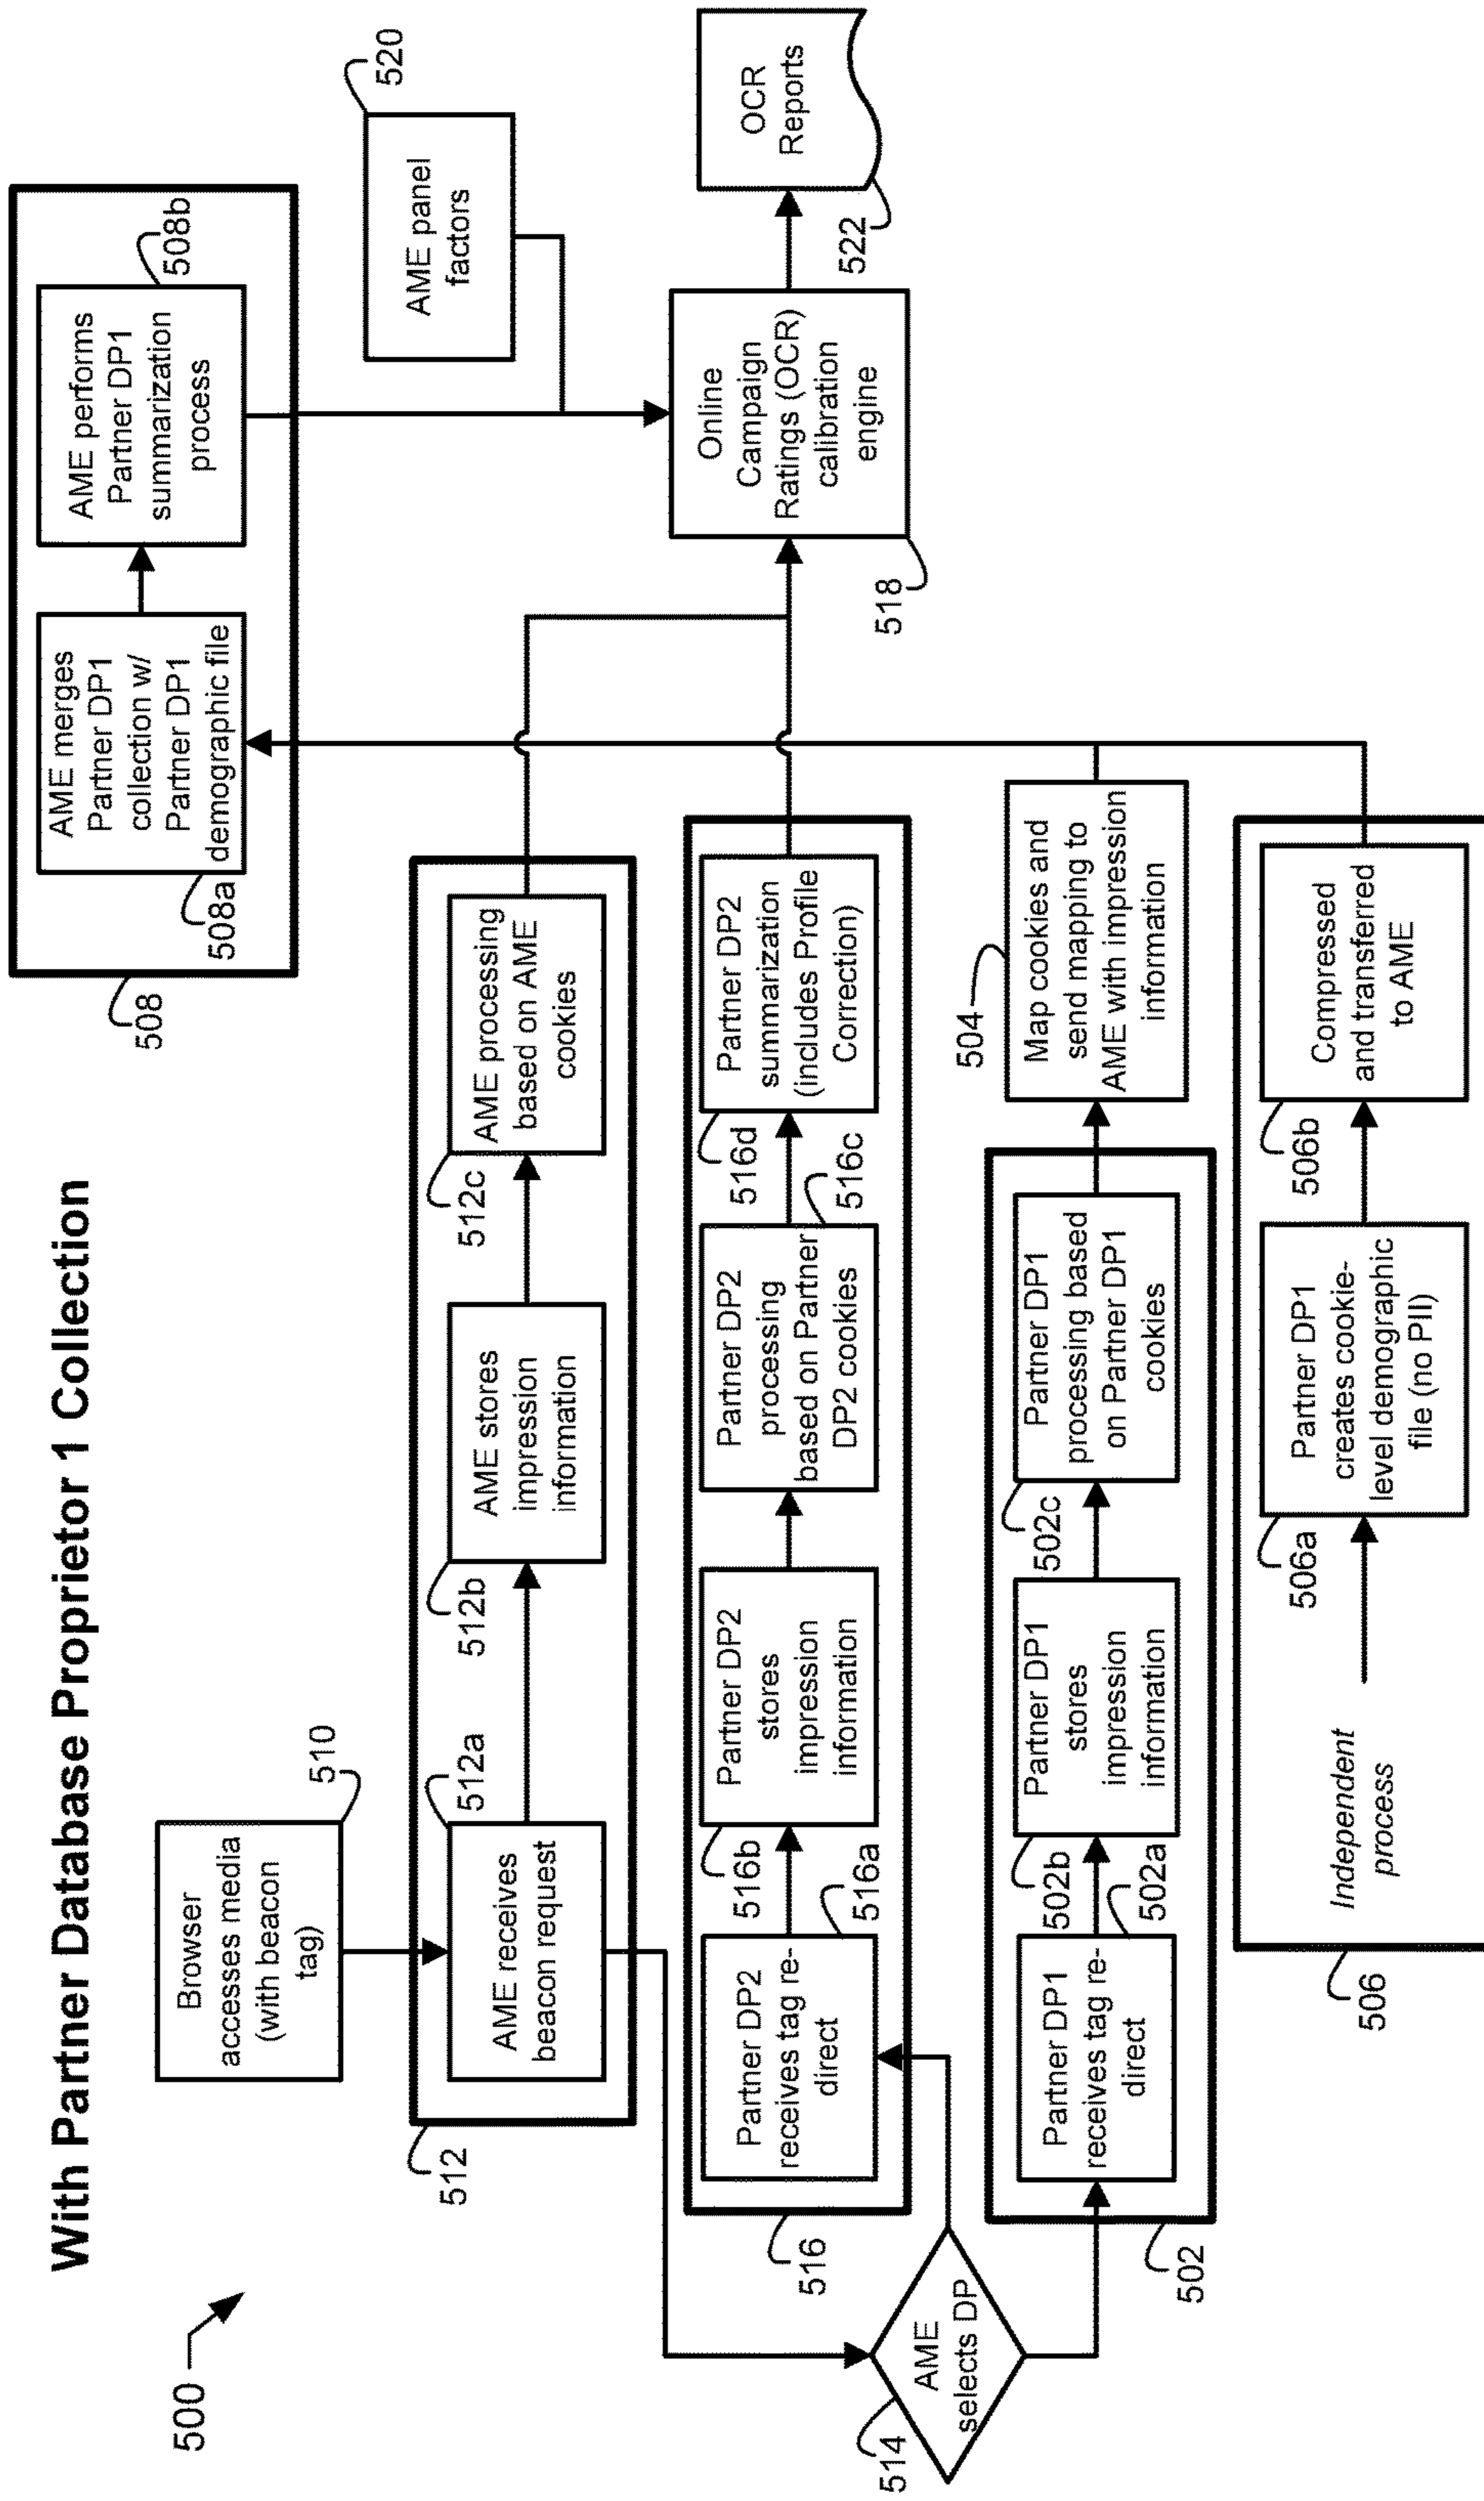 With Partner Database Proprietor 1 Collection
500
Browser
accesses media
(with beacon
tag)
510
512
AME receives
beacon request
512a
AME stores
impression
information
512b
AME processing
based on AME
cookies
512c
508
AME merges
Partner DP1
collection w/
Partner DP1
demographic file
508a
AME performs
Partner DP1
summarization
process
508b
AME panel
factors
520
514
AME
selects DP
516
Partner DP2
receives tag re-
direct
516a
Partner DP2
stores
impression
information
516b
Partner DP2
processing
based on Partner
DP2 cookies
516c
Partner DP2
summarization
(includes Profile
Correction)
516d
Online
Campaign
Ratings (OCR)
calibration
engine
518
OCR
Reports
522
502
Partner DP1
receives tag re-
direct
502a
Partner DP1
stores
impression
information
502b
Partner DP1
processing based
on Partner DP1
cookies
502c
Map cookies and
send mapping to
AME with impression
information
504
506
Independent
process
Partner DP1
creates cookie-
level demographic
file (no PII)
506a
Compressed
and transferred
to AME
506b